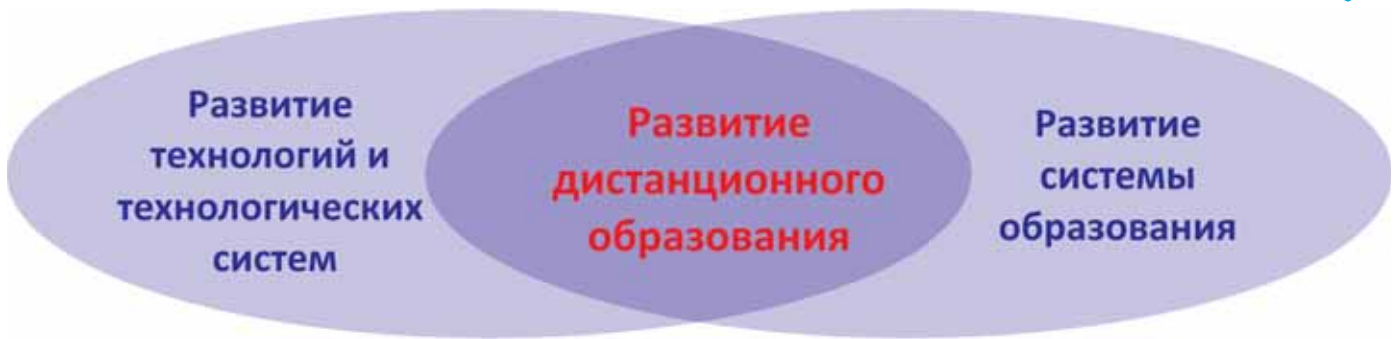 Развитие
технологий и
технологических
систем
Развитие
дистанционного
образования
Развитие
системы
образования